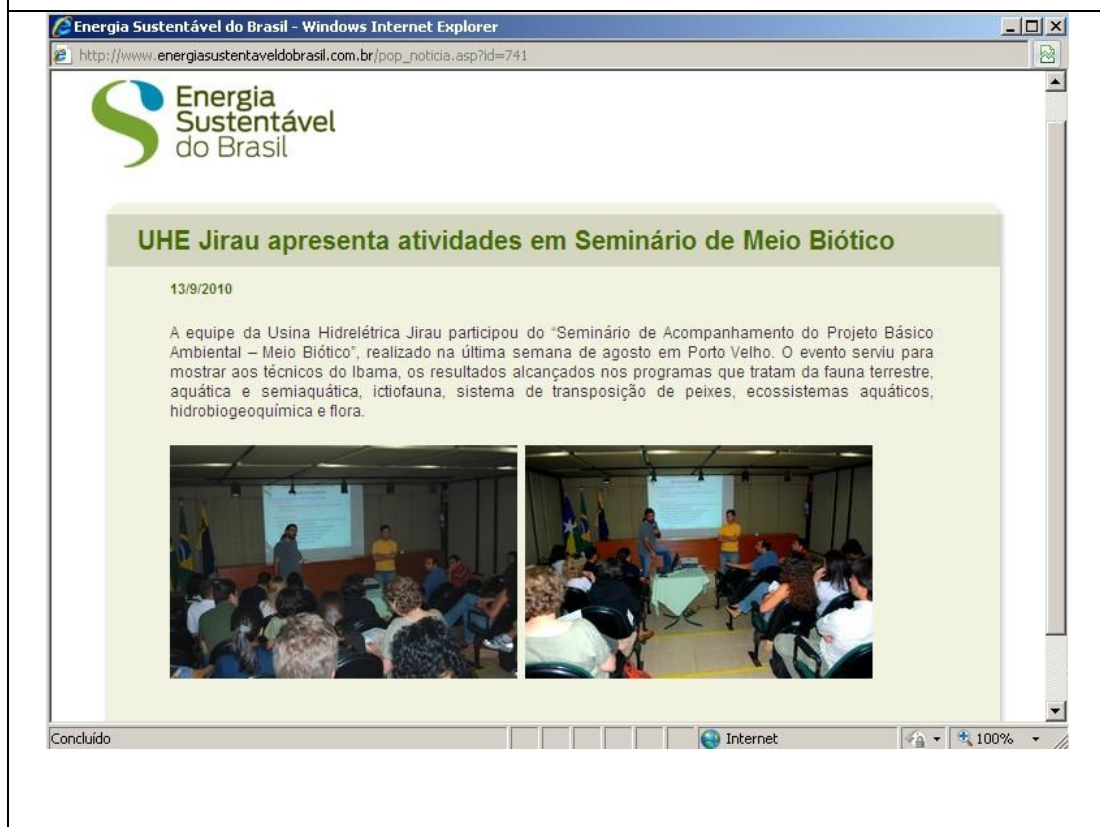 Energia Sustentável do Brasil - Windows Internet Explorer
http://www.energiasustentaveldobrasil.com.br/pop_noticia.asp?id=741
Energia
Sustentável
do Brasil
UHE Jirau apresenta atividades em Seminário de Meio Biótico
13/9/2010
A equipe da Usina Hidrelétrica Jirau participou do “Seminário de Acompanhamento do Projeto Básico
Ambiental – Meio Biótico”, realizado na última semana de agosto em Porto Velho. O evento serviu para
mostrar aos técnicos do Ibama, os resultados alcançados nos programas que tratam da fauna terrestre,
aquática e semiaquática, ictiofauna, sistema de transposição de peixes, ecossistemas aquáticos,
hidrobiogeoquímica e flora.
Concluído
Internet
100%